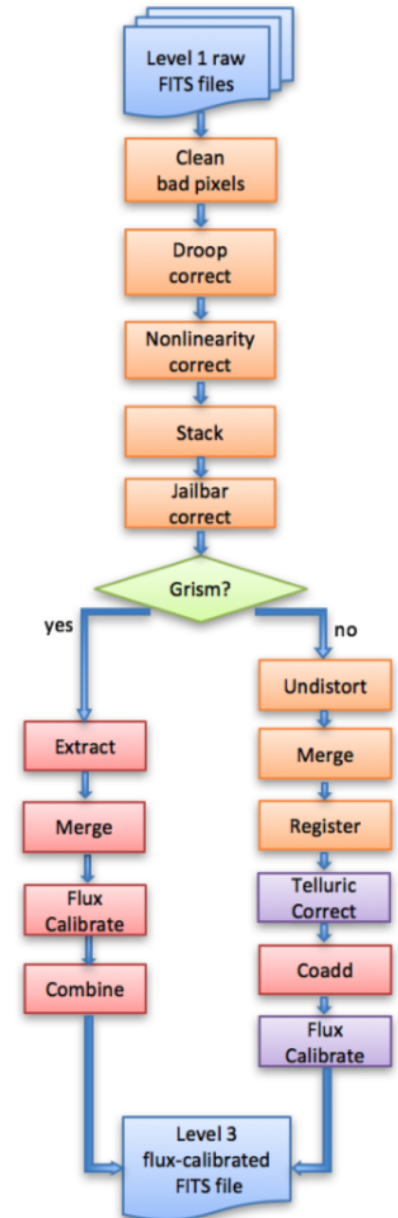 Level 1 raw
FITS files
Clean
bad pixels
Droop
correct
Nonlinearity
correct
Stack
Jailbar
correct
Grism?
yes
no
Extract
Merge
Flux
Calibrate
Combine
Undistort
Merge
Register
Telluric
Correct
Coadd
Flux
Calibrate
Level 3
flux-calibrated
FITS file